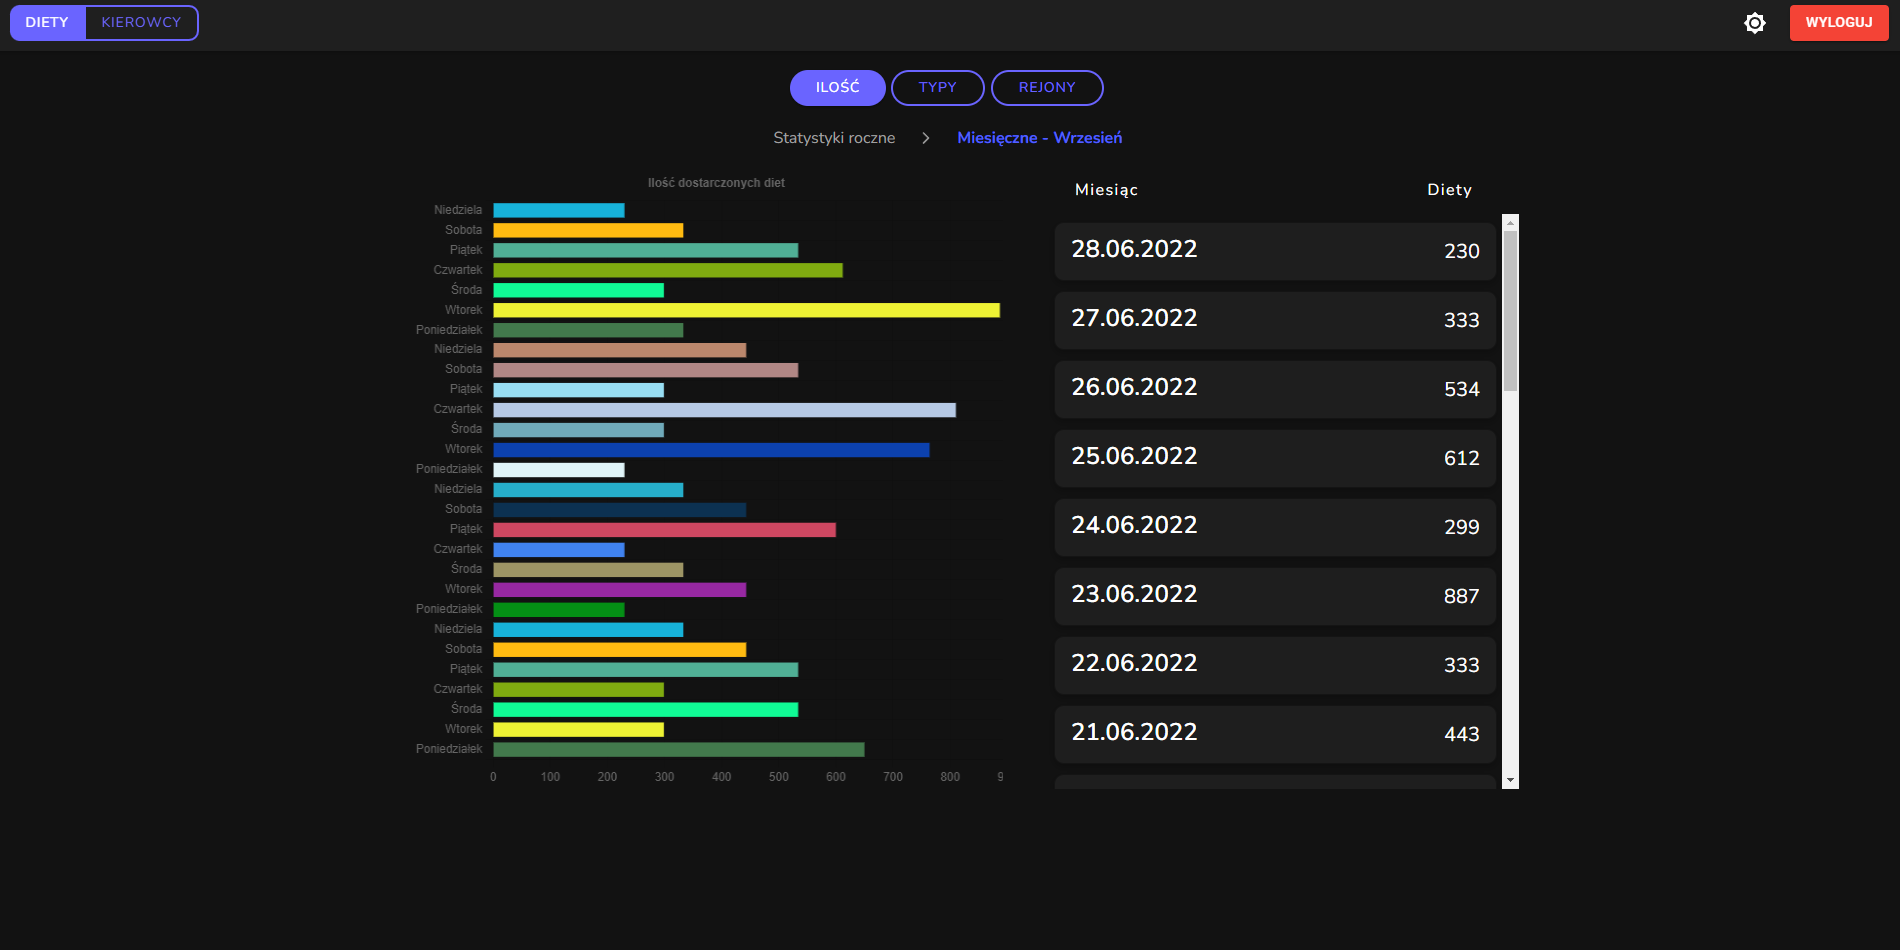 DIETY KIEROWCY WYLOGUJ
ILOŚĆ TYPY REJONY
Statystyki roczne Miesięczne - Wrzesień
Ilość dostarczonych diet
Niedziela
Sobota
Piątek
Czwartek
Środa
Wtorek
Poniedziałek
Niedziela
Sobota
Piątek
Czwartek
Środa
Wtorek
Poniedziałek
Niedziela
Sobota
Piątek
Czwartek
Środa
Wtorek
Poniedziałek
Niedziela
Sobota
Piątek
Czwartek
Środa
Wtorek
Poniedziałek
0 100 200 300 400 500 600 700 800 9
Miesiąc Diety
28.06.2022 230
27.06.2022 333
26.06.2022 534
25.06.2022 612
24.06.2022 299
23.06.2022 887
22.06.2022 333
21.06.2022 443